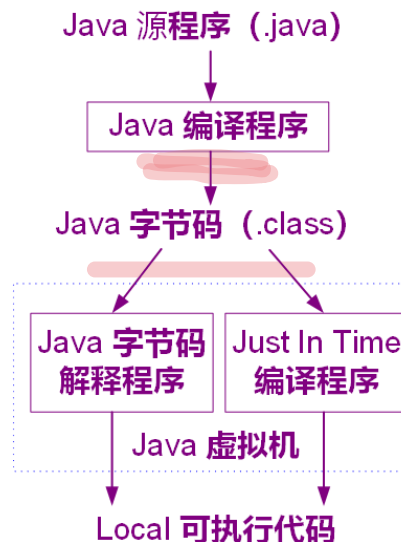 Java 源程序（.java）
Java 编译程序
Java 字节码（.class）
Java 字节码
解释程序
Just In Time
编译程序
Java 虚拟机
Local 可执行代码